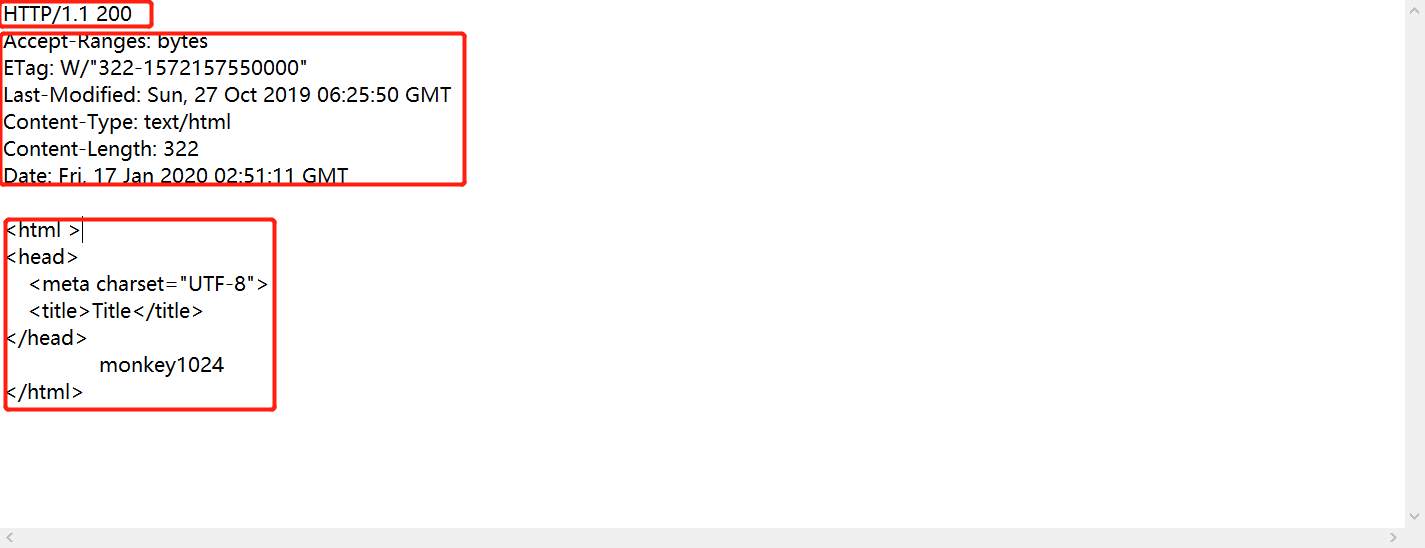 HTTP/1.1 200
Accept-Ranges: bytes
ETag: W/"322-1572157550000"
Last-Modified: Sun, 27 Oct 2019 06:25:50 GMT
Content-Type: text/html
Content-Length: 322
Date: Fri, 17 Jan 2020 02:51:11 GMT
<html >
<head>
<meta charset="UTF-8">
<title>Title</title>
</head>
monkey1024
</html>